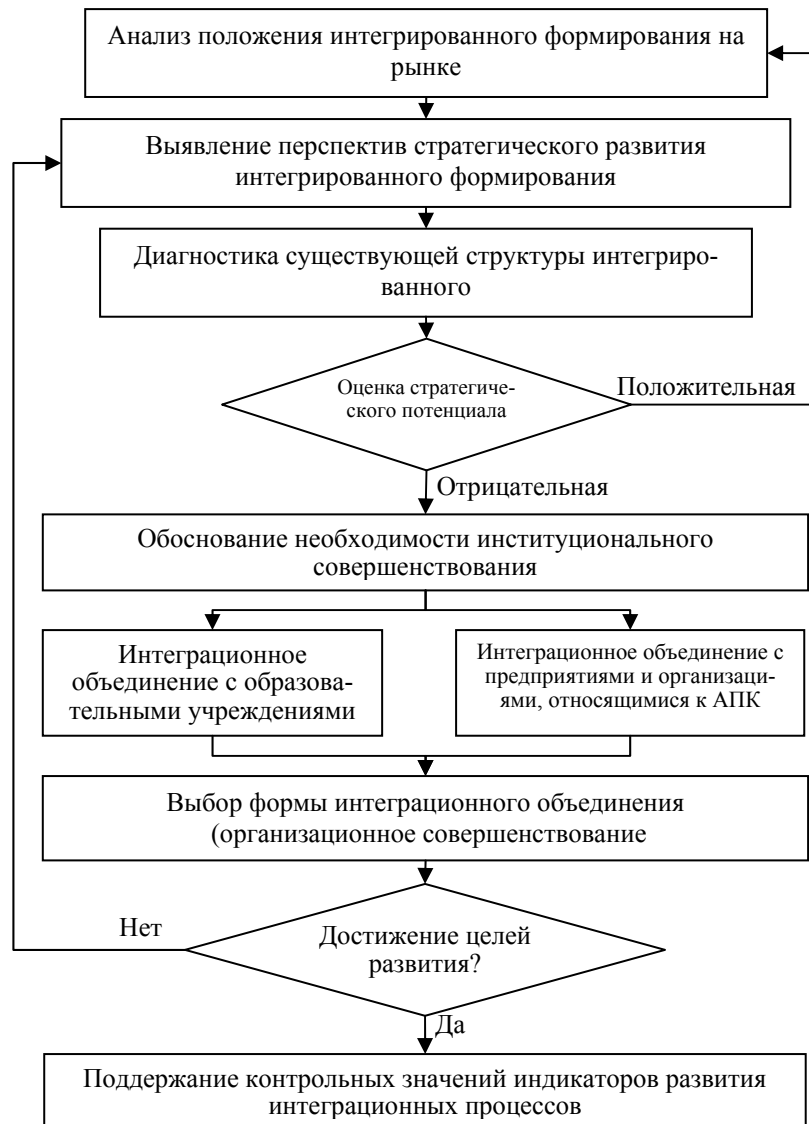 Анализ положения интегрированного формирования на
рынке
Выявление перспектив стратегического развития
интегрированного формирования
Диагностика существующей структуры интегриро-
ванного
Оценка стратегиче-
ского потенциала
Положительная
Отрицательная
Обоснование необходимости институционального
совершенствования
Интеграционное
объединение с образова-
тельными учреждениями
Интеграционное объединение с
предприятиями и организаци-
ями, относящимися к АПК
Выбор формы интеграционного объединения
(организационное совершенствование
Нет
Достижение целей
развития?
Да
Поддержание контрольных значений индикаторов развития
интеграционных процессов